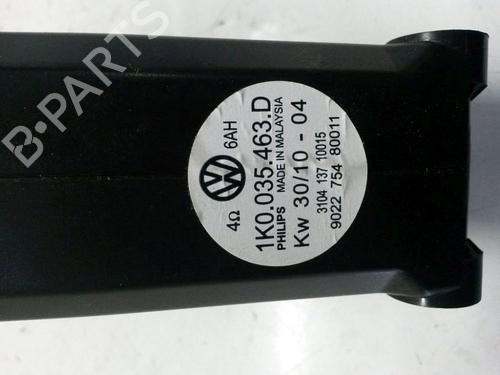 B-PARTS
4Ω 6AH
1K0.035.463.D
PHILIPS MADE IN MALAYSIA
Kw 30/10 - 04
3104 137 10015
9022 754 80011